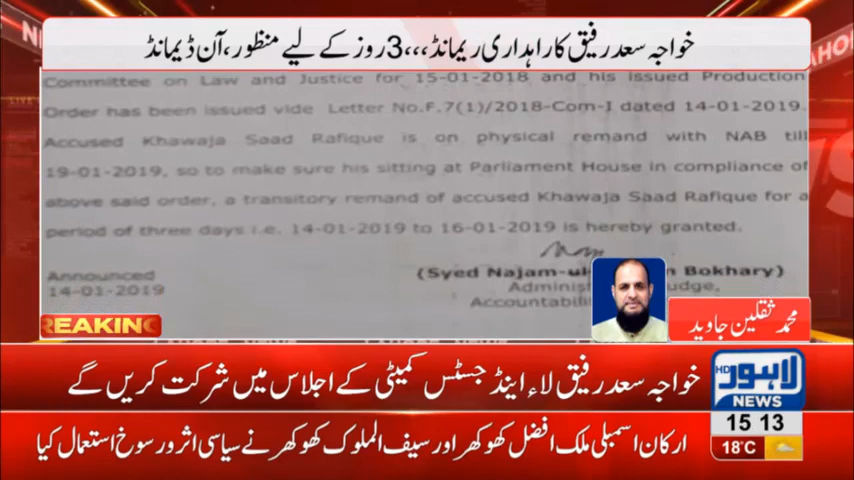 خواجہ سعد رفیق کا راہداری ریمانڈ،،،3 روز کے لیے منظور، آن ڈیمانڈ
Committee on Law and Justice for 15-01-2018 and his issued Production
Order has been issued vide Letter No.F.7(1)/2018-Com-I dated 14-01-2019.
Accused Khawaja Saad Rafique is on physical remand with NAB till
19-01-2019, so to make sure his sitting at Parliament House in compliance of
above said order, a transitory remand of accused Khawaja Saad Rafique for a
period of three days i.e. 14-01-2019 to 16-01-2019 is hereby granted.
Announced
14-01-2019
(Syed Najam-ul- Bokhary)
REAKING
محمد ثقلین جاوید
خواجہ سعد رفیق لاء اینڈ جسٹس کمیٹی کے اجلاس میں شرکت کریں گے
HD لاہور
NEWS
15 13
ارکان اسمبلی ملک افضل کھوکھر اور سیف الملوک کھوکھر نے سیاسی اثر و رسوخ استعمال کیا
18°C